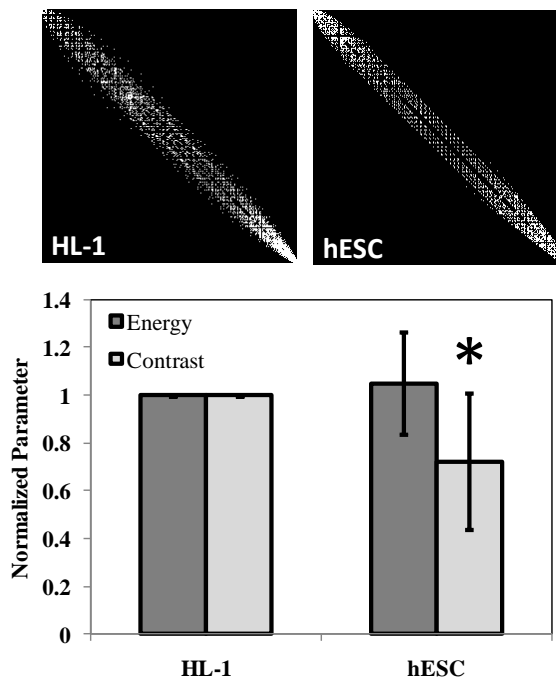 HL-1
hESC
1.4
1.2
1
0.8
0.6
0.4
0.2
0
Normalized Parameter
Energy
Contrast
*
HL-1
hESC